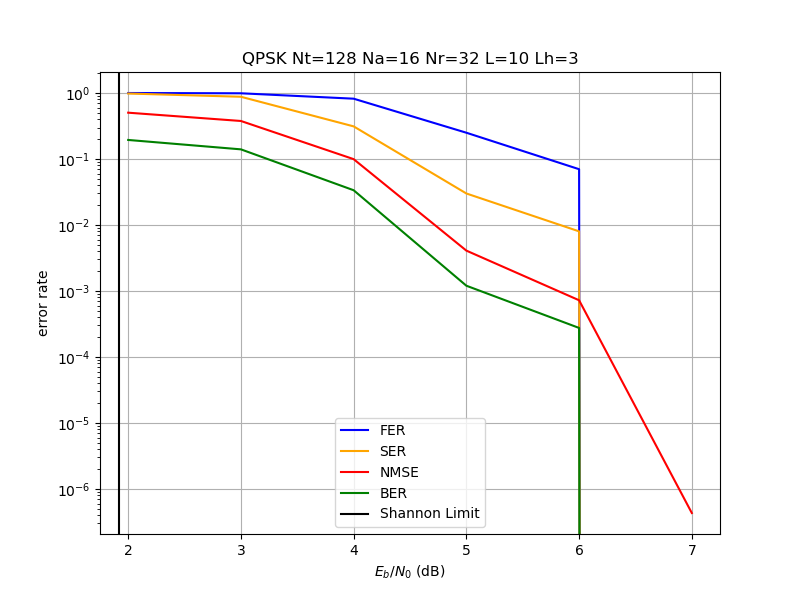 QPSK Nt=128 Na=16 Nr=32 L=10 Lh=3
error rate
10⁰
10⁻¹
10⁻²
10⁻³
10⁻⁴
10⁻⁵
10⁻⁶
FER
SER
NMSE
BER
Shannon Limit
2 3 4 5 6 7
E_b/N_0 (dB)